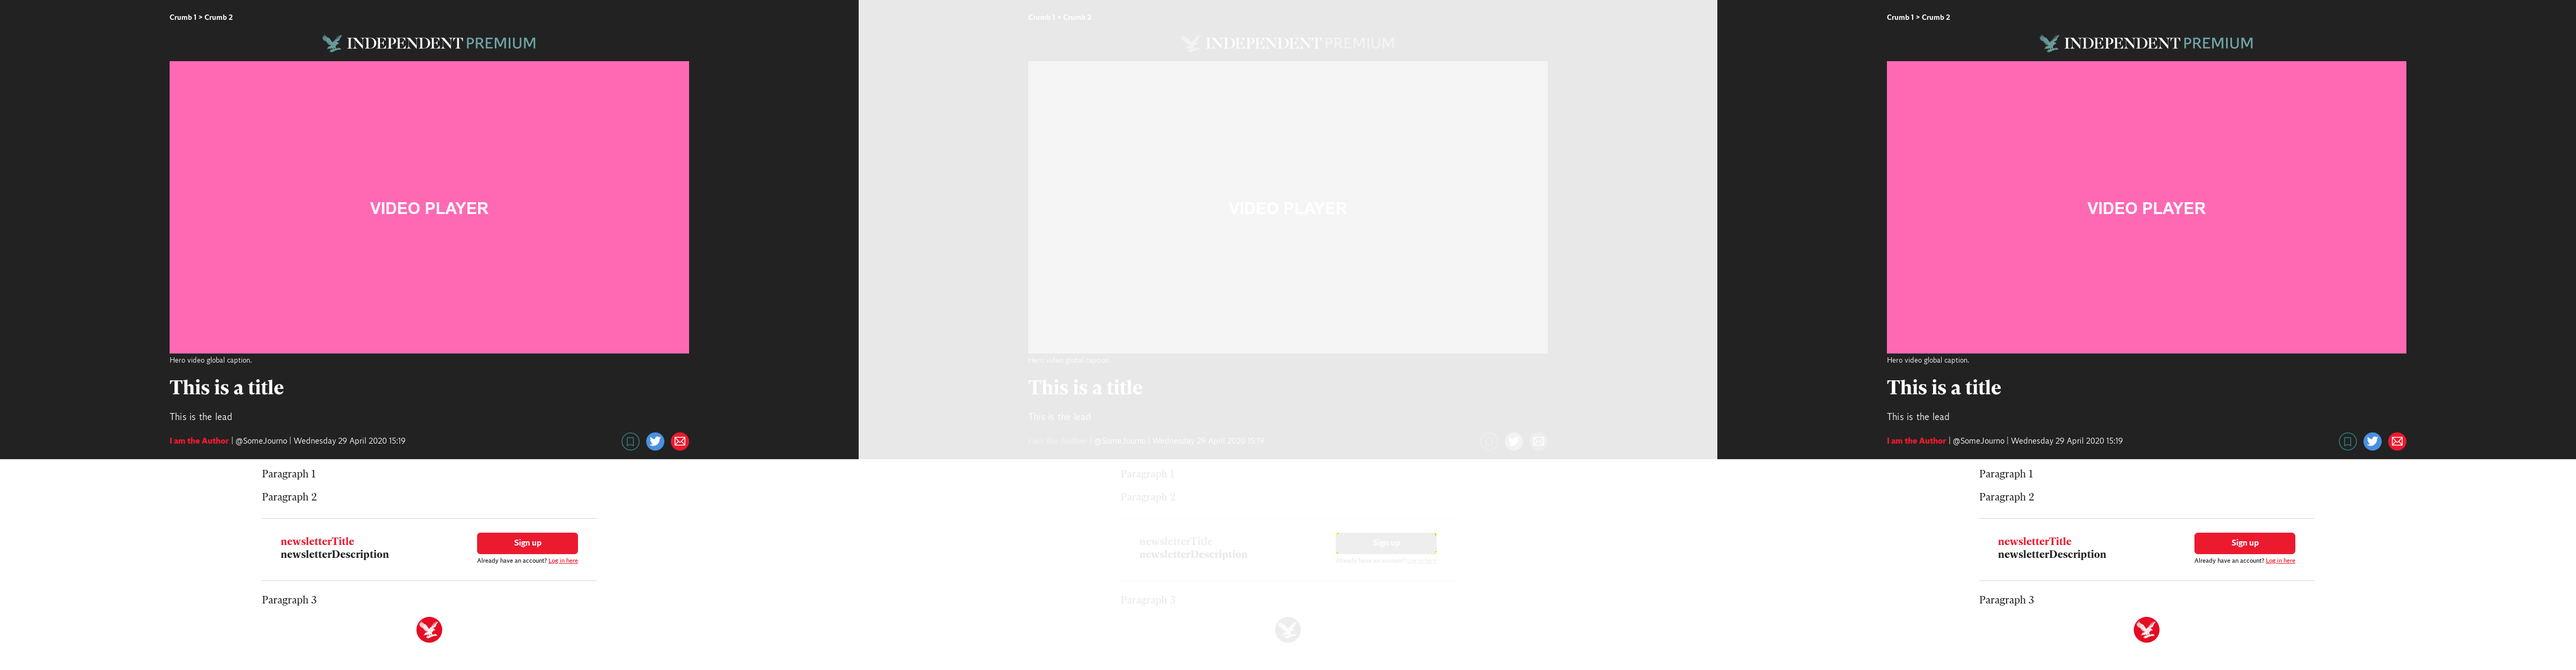 Crumb 1 > Crumb 2
INDEPENDENT PREMIUM
VIDEO PLAYER
Hero video global caption.
This is a title
This is the lead
I am the Author | @SomeJourno | Wednesday 29 April 2020 15:19
Paragraph 1
Paragraph 2
newsletterTitle
newsletterDescription
Sign up
Already have an account? Log in here
Paragraph 3
Crumb 1 > Crumb 2
INDEPENDENT PREMIUM
VIDEO PLAYER
Hero video global caption.
This is a title
This is the lead
I am the Author | @SomeJourno | Wednesday 29 April 2020 15:19
Paragraph 1
Paragraph 2
newsletterTitle
newsletterDescription
Sign up
Already have an account? Log in here
Paragraph 3
Crumb 1 > Crumb 2
INDEPENDENT PREMIUM
VIDEO PLAYER
Hero video global caption.
This is a title
This is the lead
I am the Author | @SomeJourno | Wednesday 29 April 2020 15:19
Paragraph 1
Paragraph 2
newsletterTitle
newsletterDescription
Sign up
Already have an account? Log in here
Paragraph 3